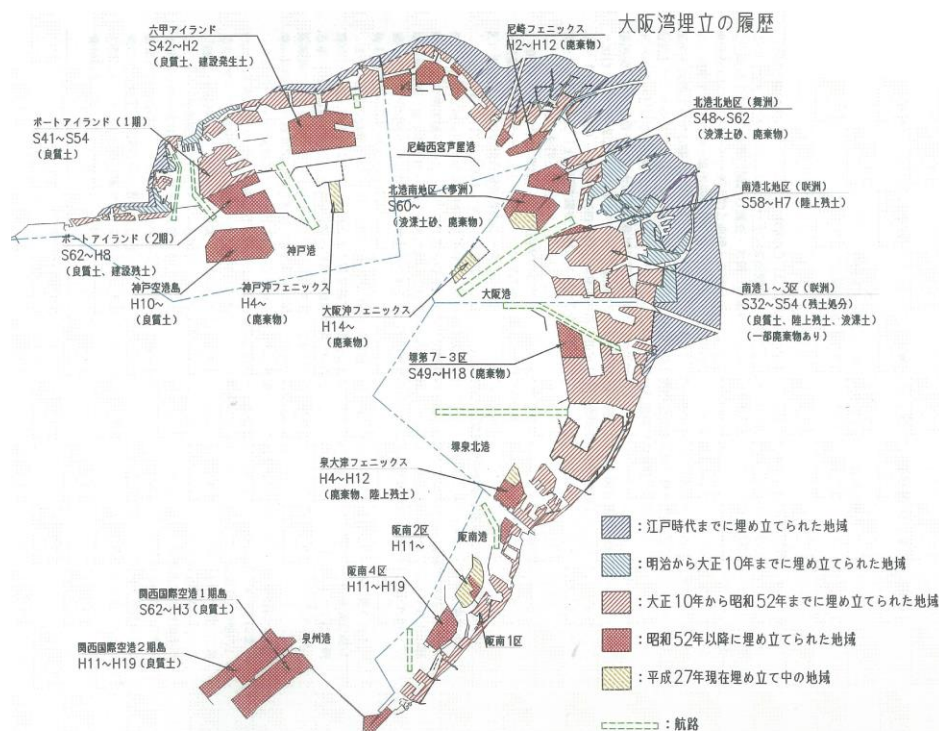 大阪湾埋立の履歴
六甲アイランド
S42~H2
(良質土、建設発生土)
尼崎フェニックス
H2~H12 (廃棄物)
北港北地区 (舞洲)
S48~S62
(浚渫土砂、廃棄物)
ポートアイランド (1期)
S41~S54
(良質土)
尼崎西宮芦屋港
北港南地区 (夢洲)
S60~
(浚渫土砂、廃棄物)
南港北地区 (咲洲)
S58~H7 (陸上残土)
ポートアイランド (2期)
S62~H8
(良質土、建設残土)
神戸港
神戸空港島
H10~
(良質土)
神戸沖フェニックス
H4~
(廃棄物)
大阪沖フェニックス
H14~
(廃棄物)
大阪港
南港1~3区 (咲洲)
S32~S54 (残土処分)
(良質土、陸上残土、浚渫土)
(一部廃棄物あり)
堺第7-3区
S49~H18 (廃棄物)
堺泉北港
泉大津フェニックス
H4~H12
(廃棄物、陸上残土)
阪南2区
H11~
阪南港
阪南4区
H11~H19
阪南1区
関西国際空港1期島
S62~H3 (良質土)
泉州港
関西国際空港2期島
H11~H19 (良質土)
:江戸時代までに埋め立てられた地域
:明治から大正10年までに埋め立てられた地域
:大正10年から昭和52年までに埋め立てられた地域
:昭和52年以降に埋め立てられた地域
:平成27年現在埋め立て中の地域
:航路